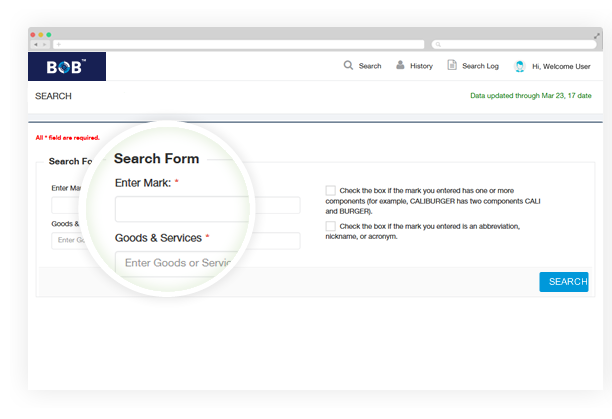 BOB™
Search
History
Search Log
Hi, Welcome User
SEARCH
Data updated through Mar 23, 17 date
All * field are required.
Search Fo
Search Form
Enter Mar
Enter Mark: *
Goods &
Goods & Services *
Enter Go
Enter Goods or Servic
Check the box if the mark you entered has one or more
components (for example, CALIBURGER has two components CALI
and BURGER).
Check the box if the mark you entered is an abbreviation,
nickname, or acronym.
SEARCH